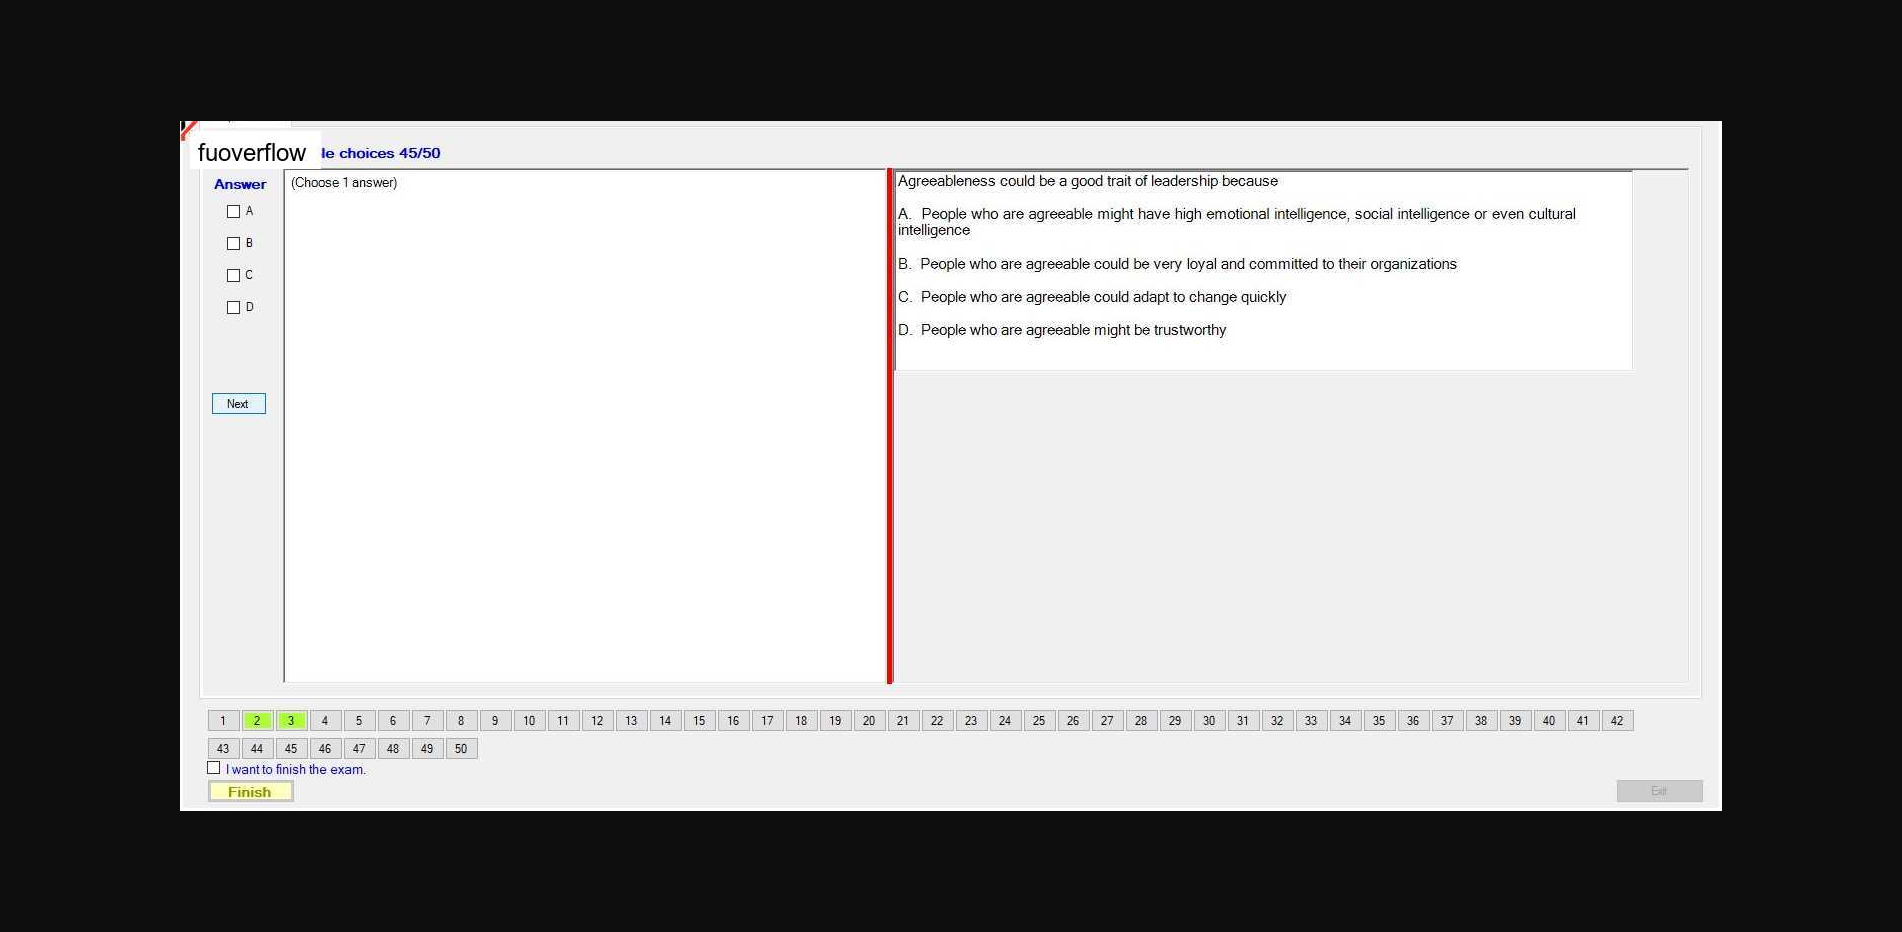 fuoverflow
le choices 45/50
Answer
(Choose 1 answer)
A
B
C
D
Next
Agreeableness could be a good trait of leadership because
A. People who are agreeable might have high emotional intelligence, social intelligence or even cultural
intelligence
B. People who are agreeable could be very loyal and committed to their organizations
C. People who are agreeable could adapt to change quickly
D. People who are agreeable might be trustworthy
1 2 3 4 5 6 7 8 9 10 11 12 13 14 15 16 17 18 19 20 21 22 23 24 25 26 27 28 29 30 31 32 33 34 35 36 37 38 39 40 41 42
43 44 45 46 47 48 49 50
I want to finish the exam.
Finish
Exit